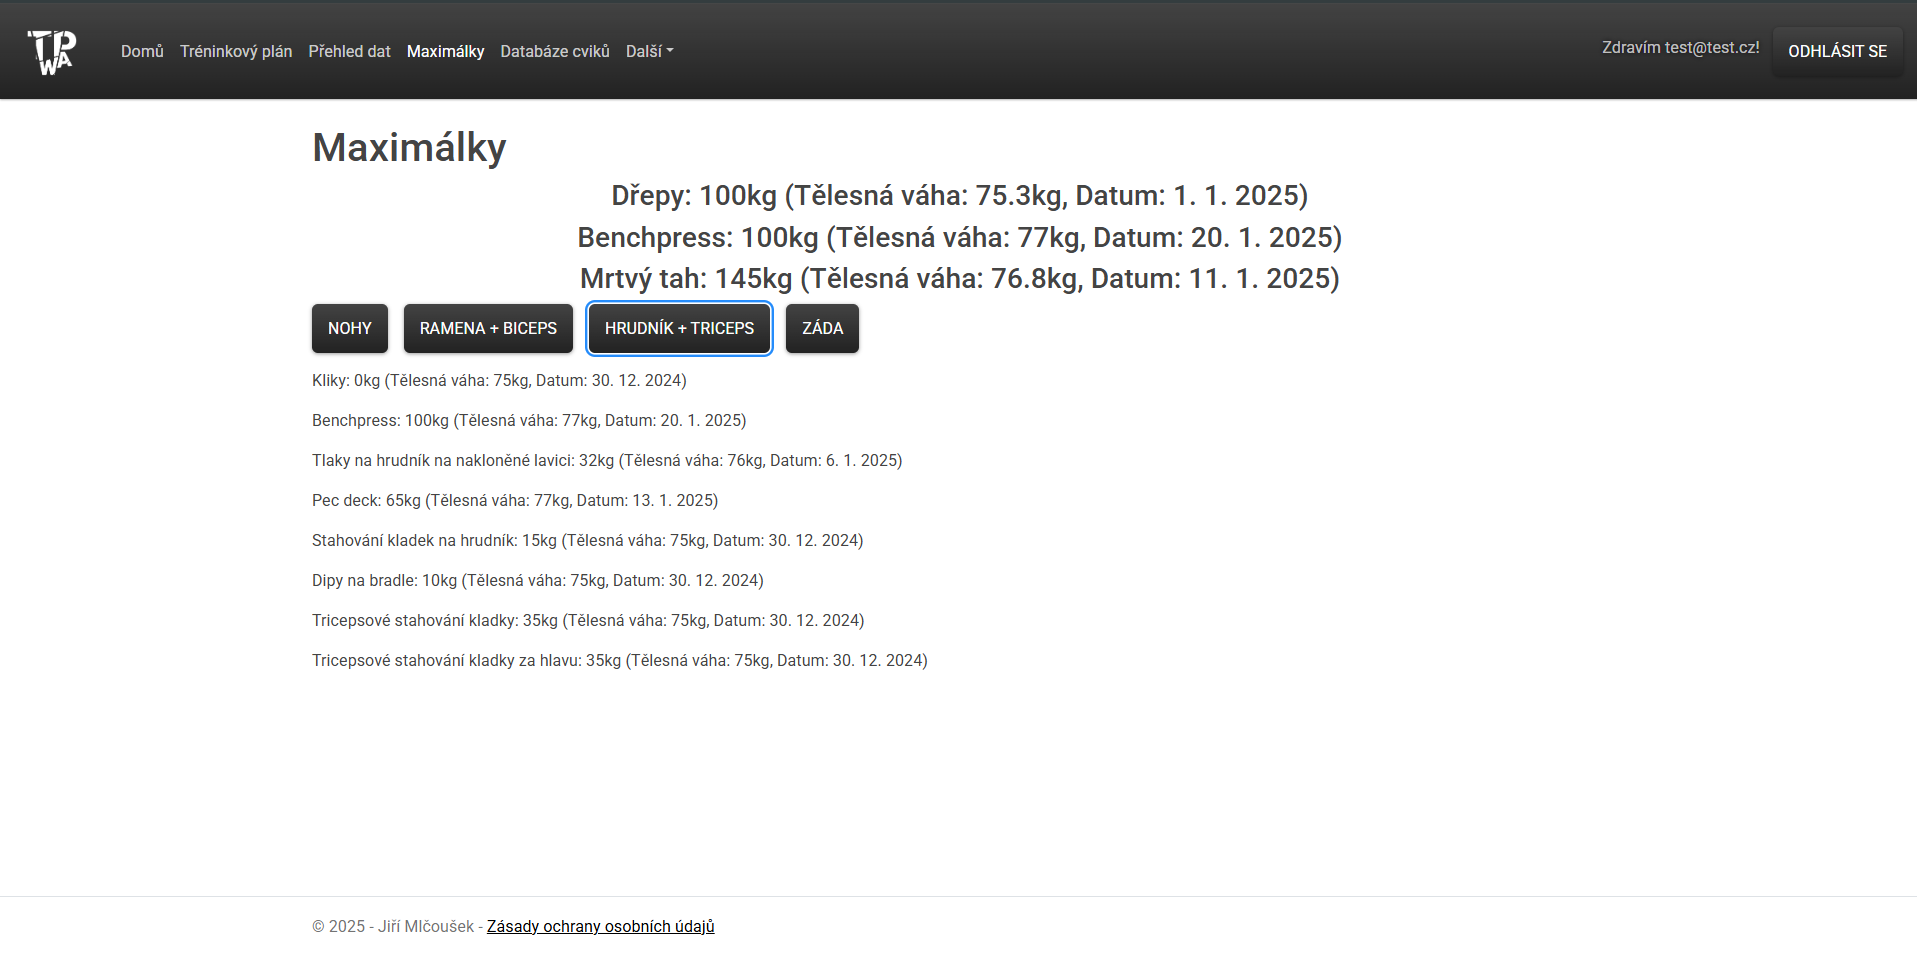 TPWA
Domů Tréninkový plán Přehled dat Maximálky Databáze cviků Další Zdravím test@test.cz! ODHLÁSIT SE
Maximálky
Dřepy: 100kg (Tělesná váha: 75.3kg, Datum: 1. 1. 2025)
Benchpress: 100kg (Tělesná váha: 77kg, Datum: 20. 1. 2025)
Mrtvý tah: 145kg (Tělesná váha: 76.8kg, Datum: 11. 1. 2025)
NOHY RAMENA + BICEPS HRUDNÍK + TRICEPS ZÁDA
Kliky: 0kg (Tělesná váha: 75kg, Datum: 30. 12. 2024)
Benchpress: 100kg (Tělesná váha: 77kg, Datum: 20. 1. 2025)
Tlaky na hrudník na nakloněné lavici: 32kg (Tělesná váha: 76kg, Datum: 6. 1. 2025)
Pec deck: 65kg (Tělesná váha: 77kg, Datum: 13. 1. 2025)
Stahování kladek na hrudník: 15kg (Tělesná váha: 75kg, Datum: 30. 12. 2024)
Dipy na bradle: 10kg (Tělesná váha: 75kg, Datum: 30. 12. 2024)
Tricepsové stahování kladky: 35kg (Tělesná váha: 75kg, Datum: 30. 12. 2024)
Tricepsové stahování kladky za hlavu: 35kg (Tělesná váha: 75kg, Datum: 30. 12. 2024)
© 2025 - Jiří Mlčoušek - Zásady ochrany osobních údajů